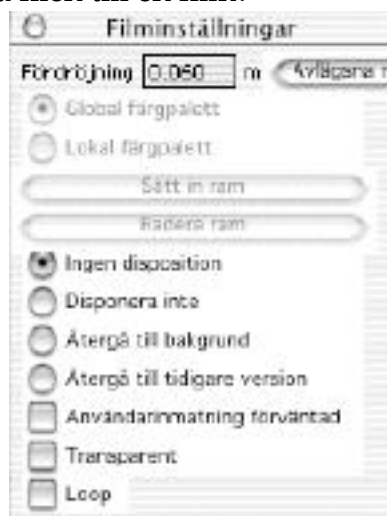 Filminställningar
Fördröjning 0.060 m Avlägsna r
Global färgpalett
Lokal färgpalett
Sätt in ram
Radera ram
Ingen disposition
Disponera inte
Återgå till bakgrund
Återgå till tidigare version
Användarinmatning förväntad
Transparent
Loop